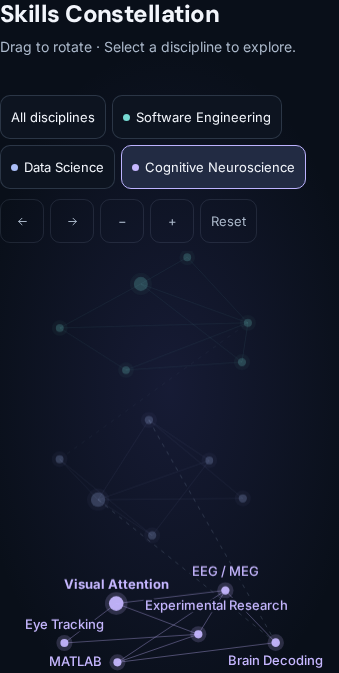 Skills Constellation
Drag to rotate · Select a discipline to explore.
All disciplines
Software Engineering
Data Science
Cognitive Neuroscience
← → − + Reset
EEG / MEG
Visual Attention
Experimental Research
Eye Tracking
MATLAB
Brain Decoding